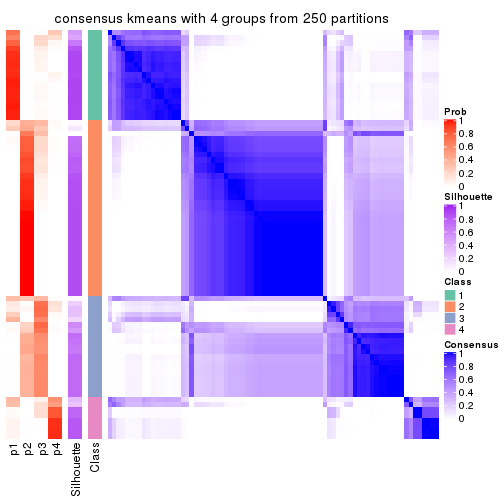 consensus kmeans with 4 groups from 250 partitions
Prob
1
0.8
0.6
0.4
0.2
0
Silhouette
1
0.8
0.6
0.4
0.2
0
Class
1
2
3
4
Consensus
1
0.8
0.6
0.4
0.2
0
p1
p2
p3
p4
Silhouette
Class